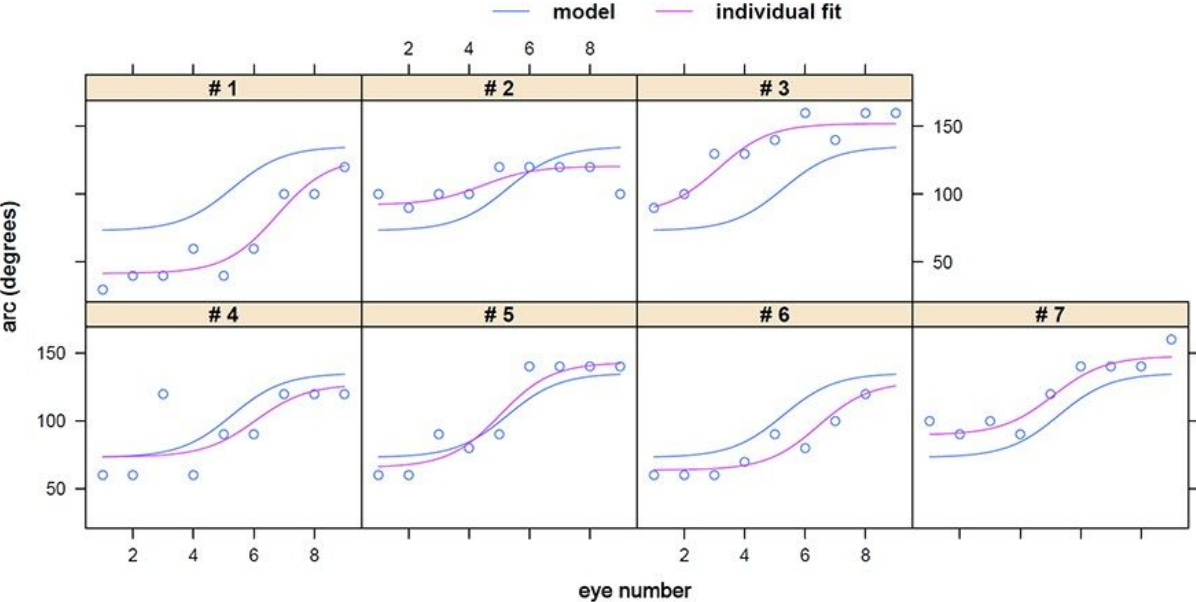 model individual fit
2 4 6 8
# 1 # 2 # 3
150
100
50
arc (degrees)
# 4 # 5 # 6 # 7
150
100
50
2 4 6 8 2 4 6 8
eye number